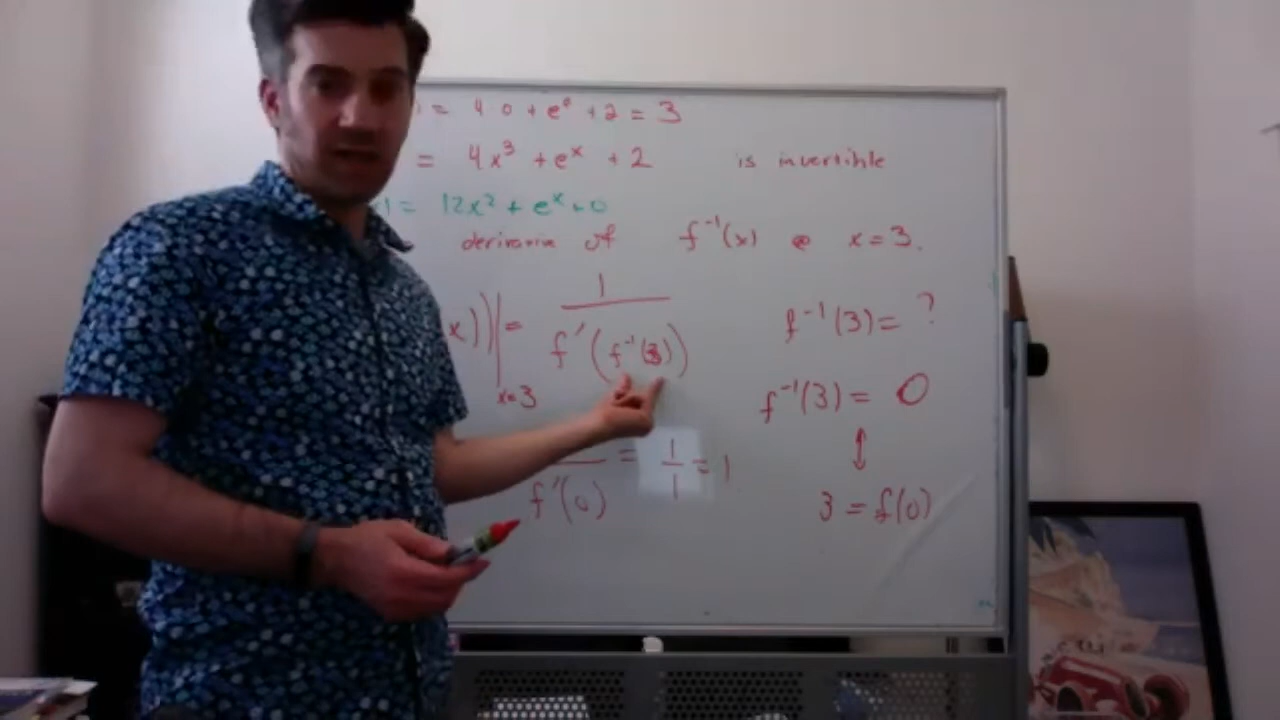 ) = 4·0 + e⁰ + 2 = 3
= 4x³ + eˣ + 2 is invertible
) = 12x² + eˣ + 0
of f⁻¹(x) @ x = 3.
x))| x=3 = 1 / f′(f⁻¹(3)) f⁻¹(3) = ?
f⁻¹(3) = 0
↕
f′(0) = 1/1 = 1
3 = f(0)